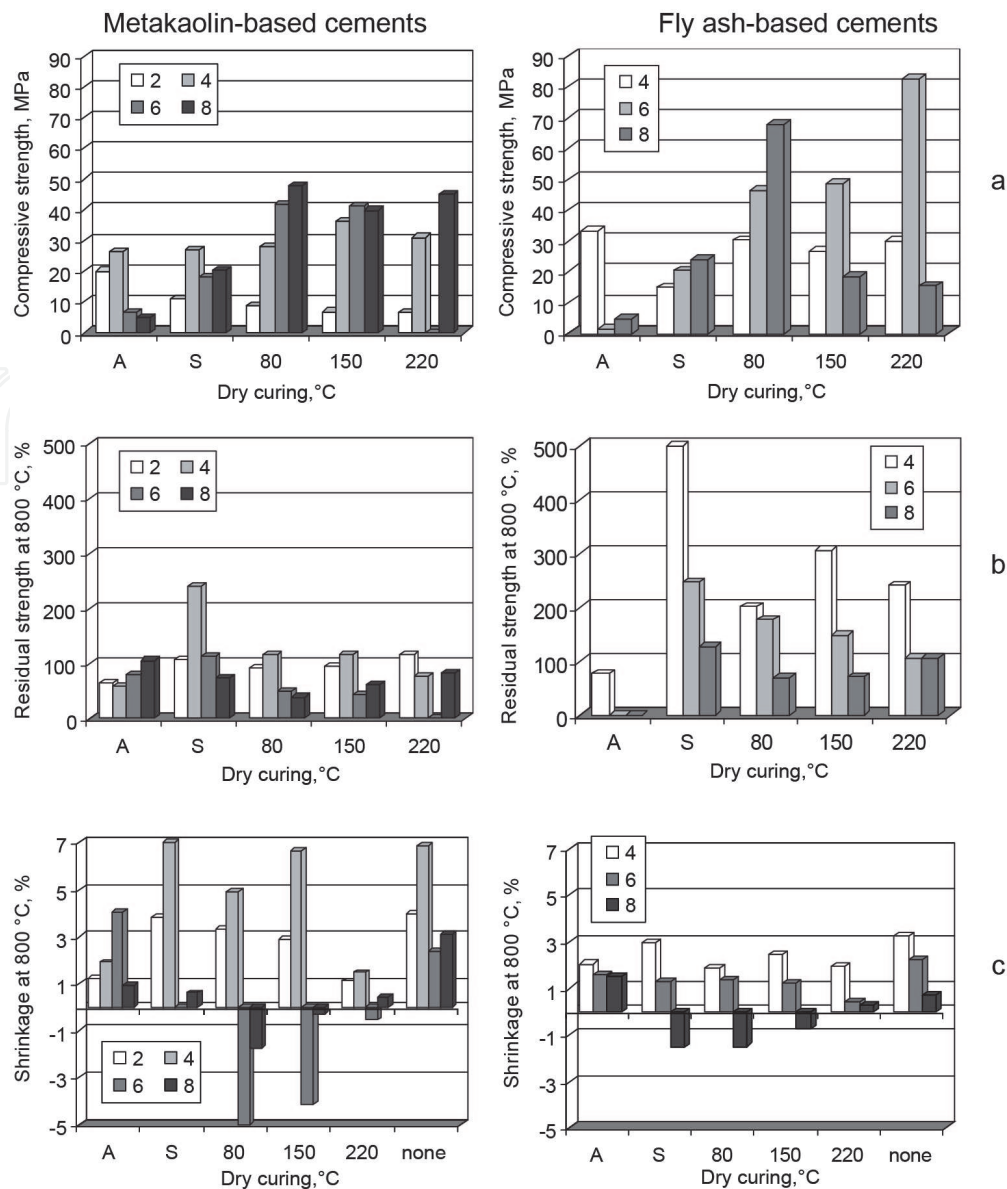 Metakaolin-based cements
Fly ash-based cements
Compressive strength, MPa
90
80
70
60
50
40
30
20
10
0
2 4
6 8
A S 80 150 220
Dry curing,°C
Compressive strength, MPa
90
80
70
60
50
40
30
20
10
0
4
6
8
A S 80 150 220
Dry curing,°C
a
Residual strength at 800 °C, %
500
400
300
200
100
0
2 4
6 8
A S 80 150 220
Dry curing,°C
Residual strength at 800 °C, %
500
400
300
200
100
0
4
6
8
A S 80 150 220
Dry curing,°C
b
Shrinkage at 800 °C, %
7
5
3
1
-1
-3
-5
2 4
6 8
A S 80 150 220 none
Dry curing,°C
Shrinkage at 800 °C, %
7
5
3
1
-1
-3
-5
4
6
8
A S 80 150 220 none
Dry curing,°C
c